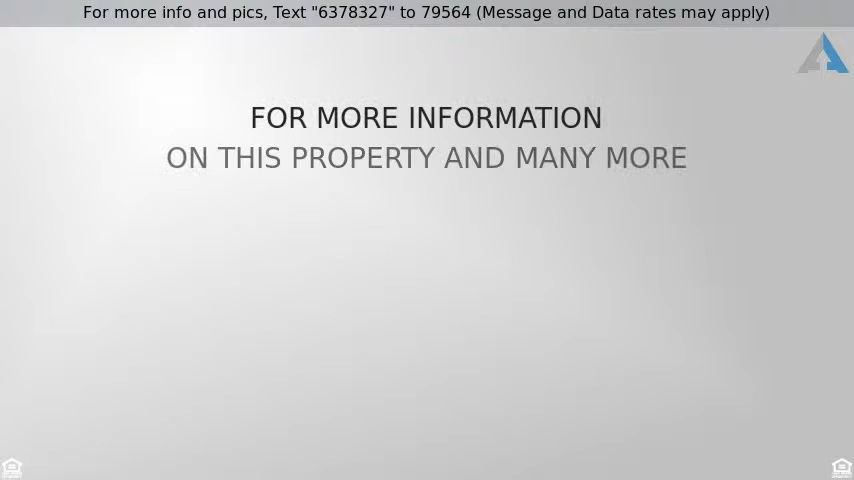 For more info and pics, Text "6378327" to 79564 (Message and Data rates may apply)
FOR MORE INFORMATION
ON THIS PROPERTY AND MANY MORE